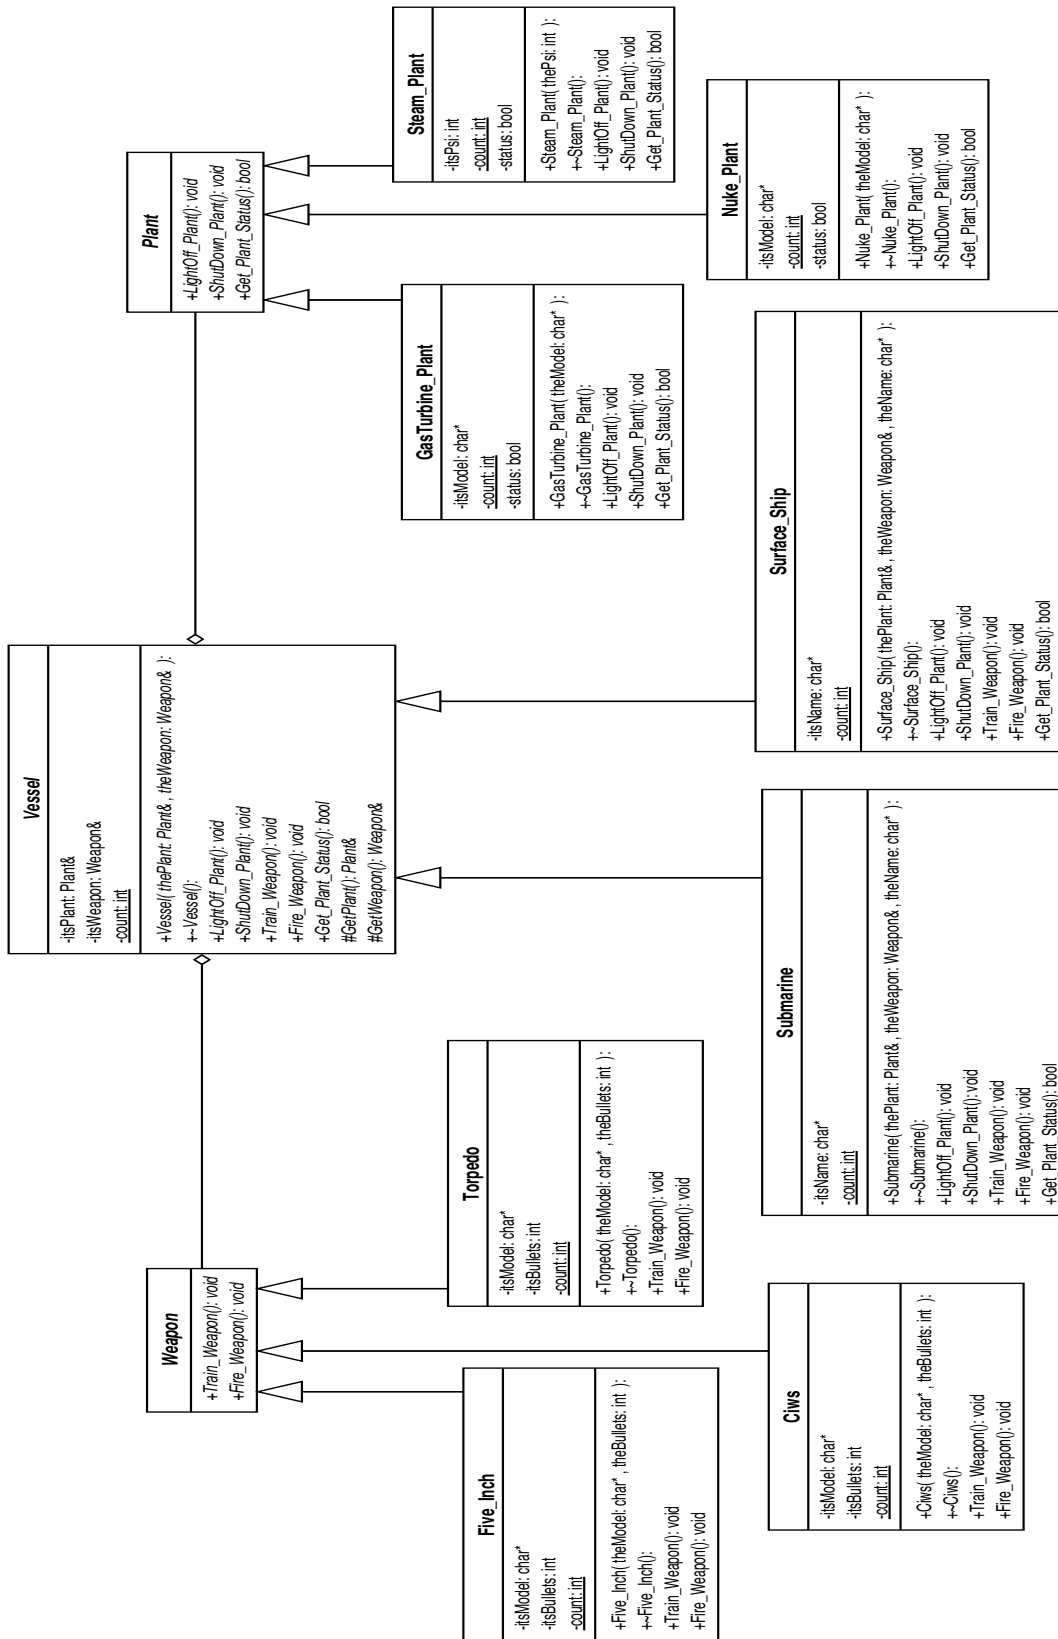 Vessel
-itsPlant: Plant&
-itsWeapon: Weapon&
-count: int
+Vessel( thePlant: Plant& , theWeapon: Weapon& ):
+~Vessel():
+LightOff_Plant(): void
+ShutDown_Plant(): void
+Train_Weapon(): void
+Fire_Weapon(): void
+Get_Plant_Status(): bool
#GetPlant(): Plant&
#GetWeapon(): Weapon&
Weapon
+Train_Weapon(): void
+Fire_Weapon(): void
Plant
+LightOff_Plant(): void
+ShutDown_Plant(): void
+Get_Plant_Status(): bool
Five_Inch
-itsModel: char*
-itsBullets: int
-count: int
+Five_Inch( theModel: char* , theBullets: int ):
+~Five_Inch():
+Train_Weapon(): void
+Fire_Weapon(): void
Torpedo
-itsModel: char*
-itsBullets: int
-count: int
+Torpedo( theModel: char* , theBullets: int ):
+~Torpedo():
+Train_Weapon(): void
+Fire_Weapon(): void
GasTurbine_Plant
-itsModel: char*
-count: int
-status: bool
+GasTurbine_Plant( theModel: char* ):
+~GasTurbine_Plant():
+LightOff_Plant(): void
+ShutDown_Plant(): void
+Get_Plant_Status(): bool
Steam_Plant
-itsPsi: int
-count: int
-status: bool
+Steam_Plant( thePsi: int ):
+~Steam_Plant():
+LightOff_Plant(): void
+ShutDown_Plant(): void
+Get_Plant_Status(): bool
Ciws
-itsModel: char*
-itsBullets: int
-count: int
+Ciws( theModel: char* , theBullets: int ):
+~Ciws():
+Train_Weapon(): void
+Fire_Weapon(): void
Submarine
-itsName: char*
-count: int
+Submarine( thePlant: Plant& , theWeapon: Weapon& , theName: char* ):
+~Submarine():
+LightOff_Plant(): void
+ShutDown_Plant(): void
+Train_Weapon(): void
+Fire_Weapon(): void
+Get_Plant_Status(): bool
Surface_Ship
-itsName: char*
-count: int
+Surface_Ship( thePlant: Plant& , theWeapon: Weapon& , theName: char* ):
+~Surface_Ship():
+LightOff_Plant(): void
+ShutDown_Plant(): void
+Train_Weapon(): void
+Fire_Weapon(): void
+Get_Plant_Status(): bool
Nuke_Plant
-itsModel: char*
-count: int
-status: bool
+Nuke_Plant( theModel: char* ):
+~Nuke_Plant():
+LightOff_Plant(): void
+ShutDown_Plant(): void
+Get_Plant_Status(): bool